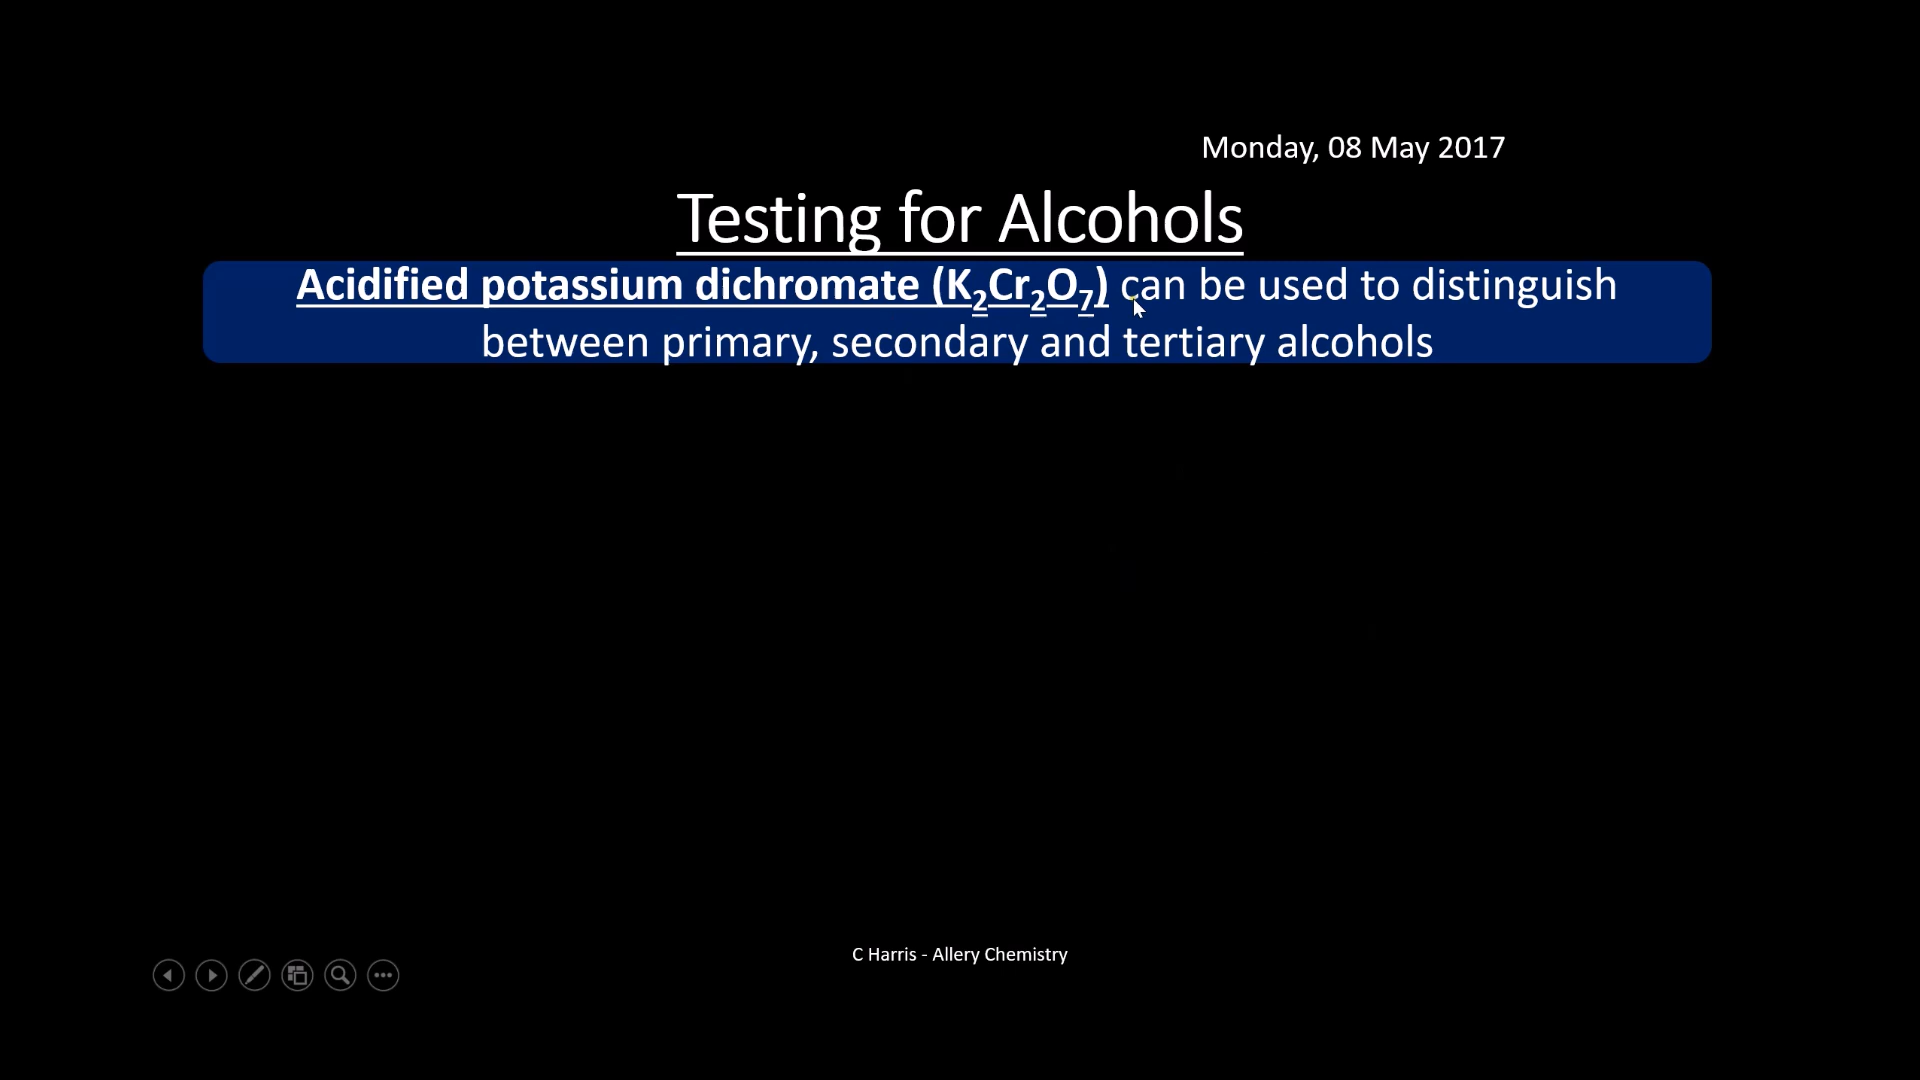 Monday, 08 May 2017
Testing for Alcohols
Acidified potassium dichromate (K₂Cr₂O₇) can be used to distinguish
between primary, secondary and tertiary alcohols
C Harris - Allery Chemistry